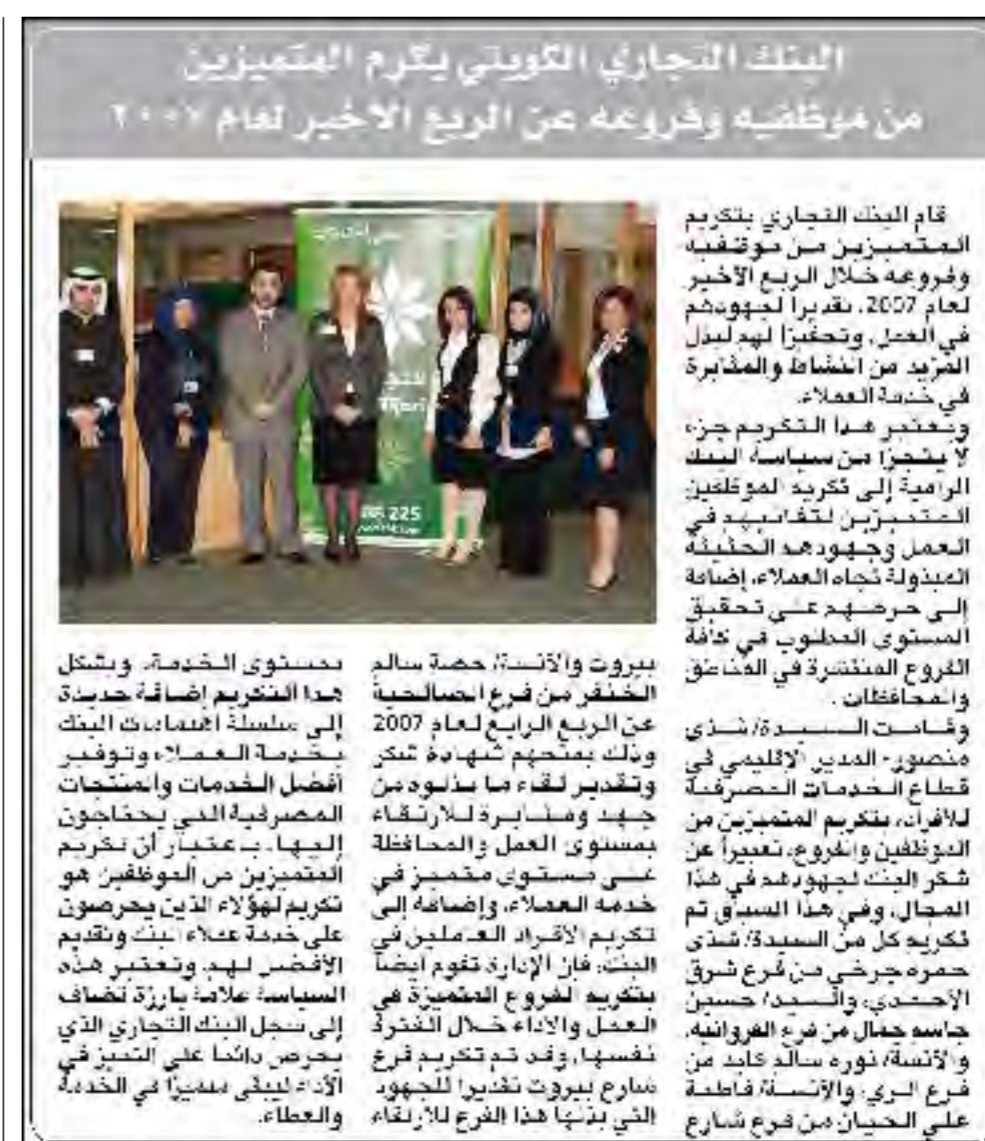 البنك التجاري الكويتي يكرم المتميزين
من موظفيه وفروعه عن الربع الاخير لعام ٢٠٠٧
قام البنك التجاري بتكريم
المتميزين من موظفيه
وفروعه خلال الربع الأخير
لعام 2007، تقديراً لجهودهم
في العمل، وتحفيزاً لهم لبذل
المزيد من النشاط والمثابرة
في خدمة العملاء.
ويعتبر هذا التكريم جزء
لا يتجزأ من سياسة البنك
الرامية إلى تكريم الموظفين
المتميزين لتفانيهم في
العمل وجهودهم الحثيثة
المبذولة تجاه العملاء، إضافة
إلى حرصهم على تحقيق
المستوى المطلوب في كافة
الفروع المنتشرة في المناطق
والمحافظات.
وقامت السيدة/ شذى
منصور- المدير الاقليمي في
قطاع الخدمات المصرفية
للأفراد، بتكريم المتميزين من
الموظفين والفروع، تعبيراً عن
شكر البنك لجهودهم في هذا
المجال، وفي هذا السياق تم
تكريم كل من السيدة/ شذى
حمزه جرخي من فرع شرق
الأحمدي، والسيد/ حسين
جاسم جمال من فرع الفروانية،
والآنسة/ نوره سالم كايد من
فرع الري، والآنسة/ فاطمة
علي الحيان من فرع شارع
بيروت والآنسة/ حصة سالم
الخنفر من فرع الصالحية
عن الربع الرابع لعام 2007
وذلك بمنحهم شهادة شكر
وتقدير لقاء ما بذلوه من
جهد ومثابرة للارتقاء
بمستوى العمل والمحافظة
على مستوى متميز في
خدمة العملاء، وإضافة إلى
تكريم الافراد العاملين في
البنك، فان الإدارة تقوم أيضاً
بتكريم الفروع المتميزة في
العمل والأداء خلال الفترة
نفسها، وقد تم تكريم فرع
شارع بيروت تقديراً للجهود
التي بذلها هذا الفرع للارتقاء
بمستوى الخدمة. ويشكل
هذا التكريم إضافة جديدة
إلى سلسلة اهتمامات البنك
بخدمة العملاء وتوفير
أفضل الخدمات والمنتجات
المصرفية التي يحتاجون
إليها، باعتبار أن تكريم
المتميزين من الموظفين هو
تكريم لهؤلاء الذين يحرصون
على خدمة عملاء البنك وتقديم
الأفضل لهم. وتعتبر هذه
السياسة علامة بارزة تضاف
إلى سجل البنك التجاري الذي
يحرص دائماً على التميز في
الأداء ليبقى متميزاً في الخدمة
والعطاء.
225